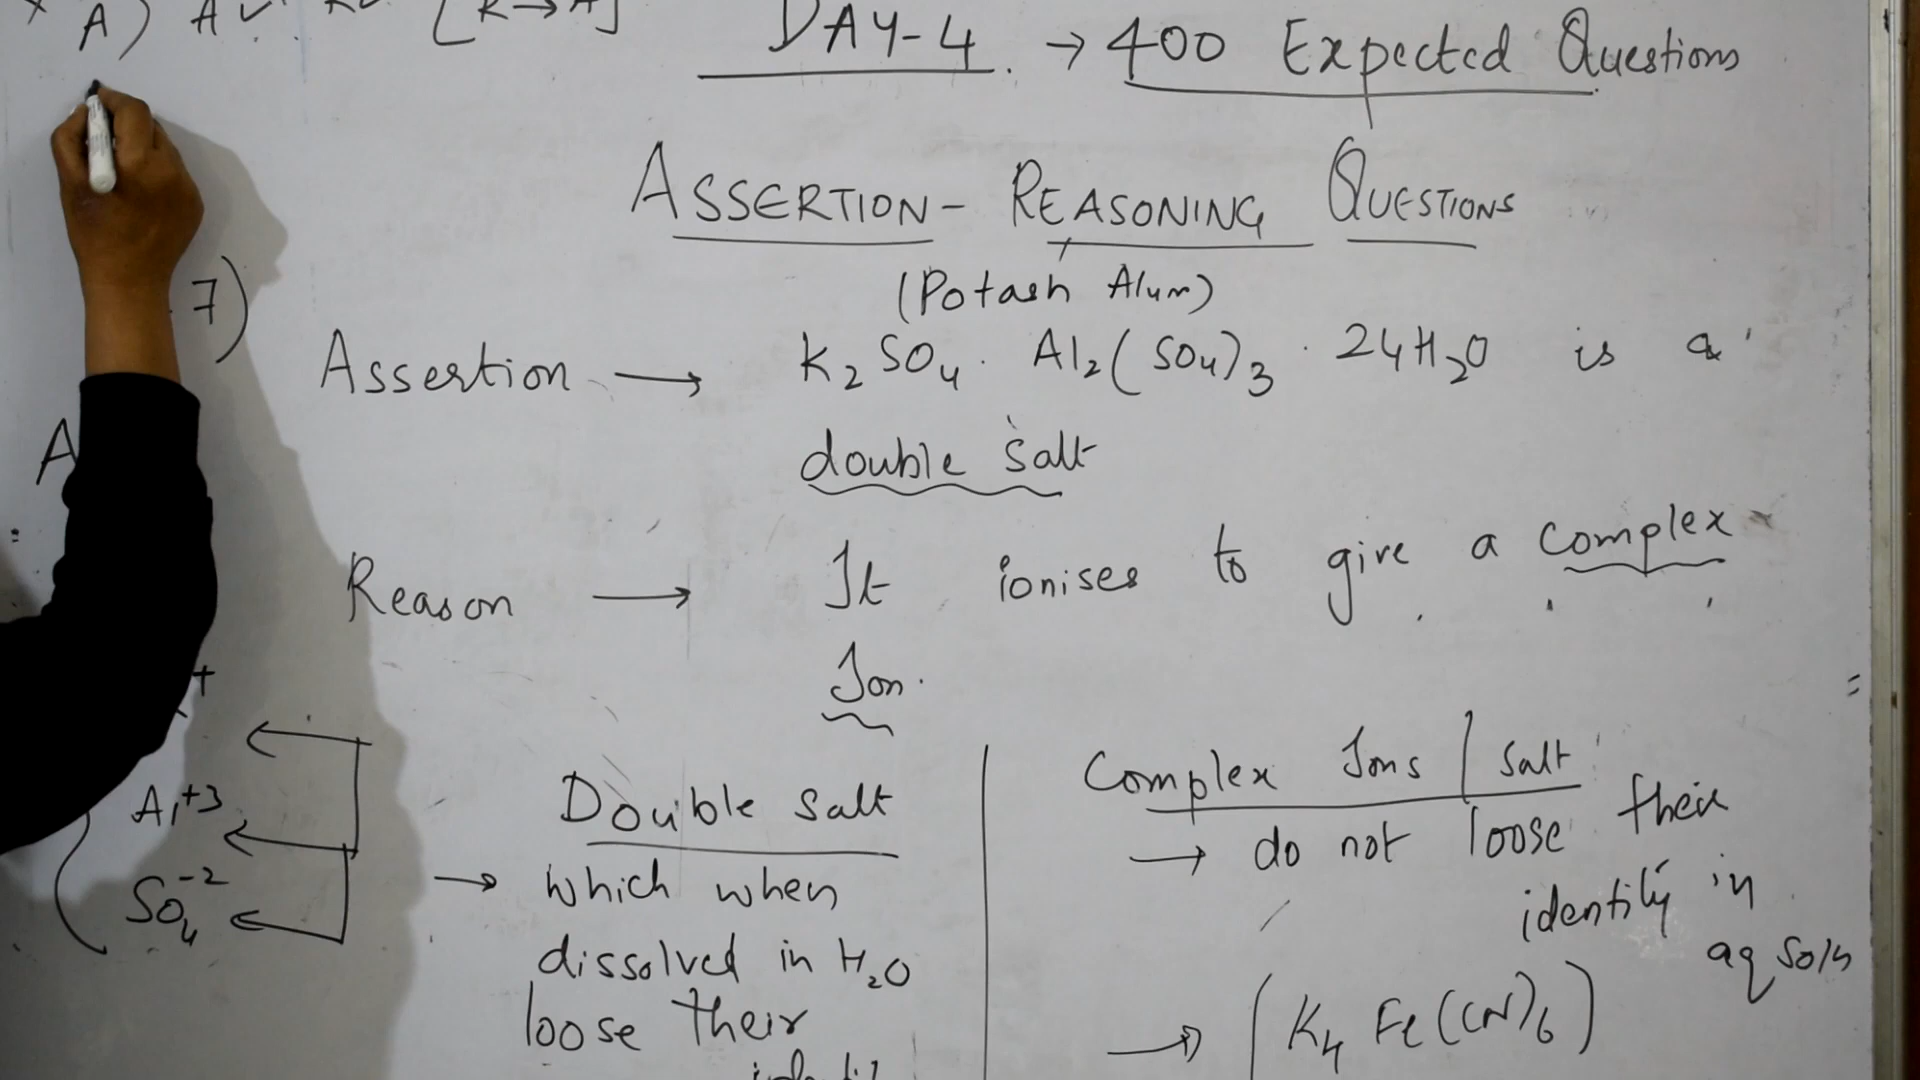 A) A✓ R✓ [R→A]
DAY-4 → 400 Expected Questions
ASSERTION- REASONING QUESTIONS
7)
(Potash Alum)
Assertion → K₂SO₄. Al₂(SO₄)₃ . 24H₂O is a
double salt
Reason → It ionises to give a complex
Ion.
Al⁺³
SO₄⁻²
Double salt
→ which when
dissolved in H₂O
loose their
Complex Ions / salt
→ do not loose their
identity in
aq soln
→ (K₄ Fe(CN)₆)